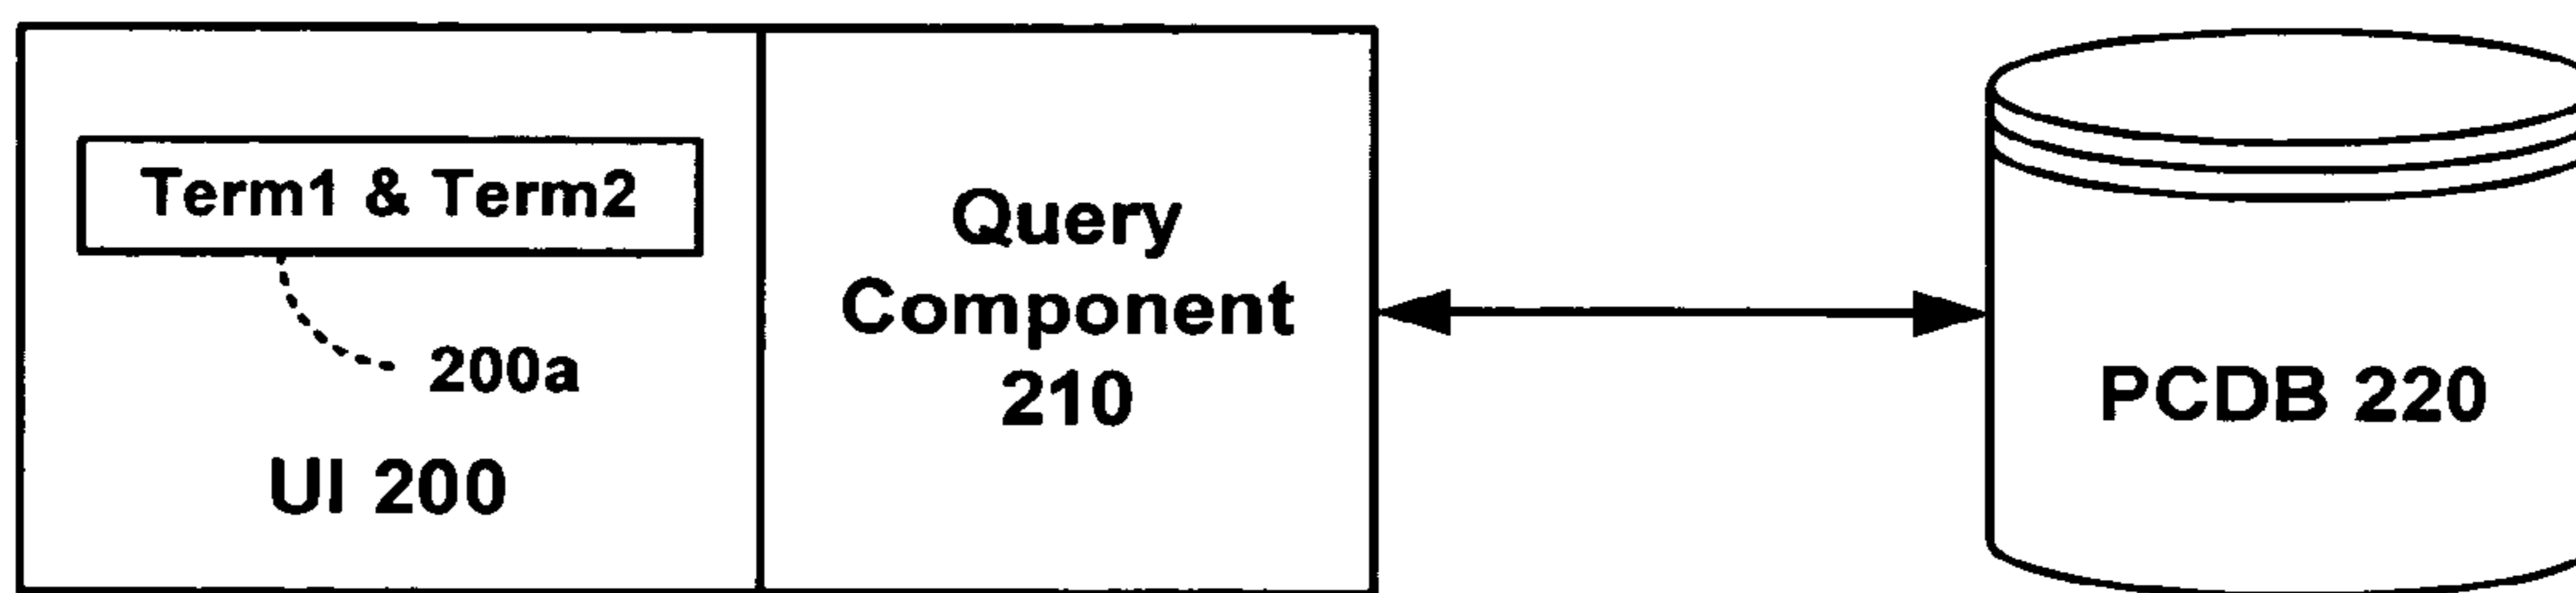 Term1 & Term2
200a
UI 200
Query
Component
210
PCDB 220